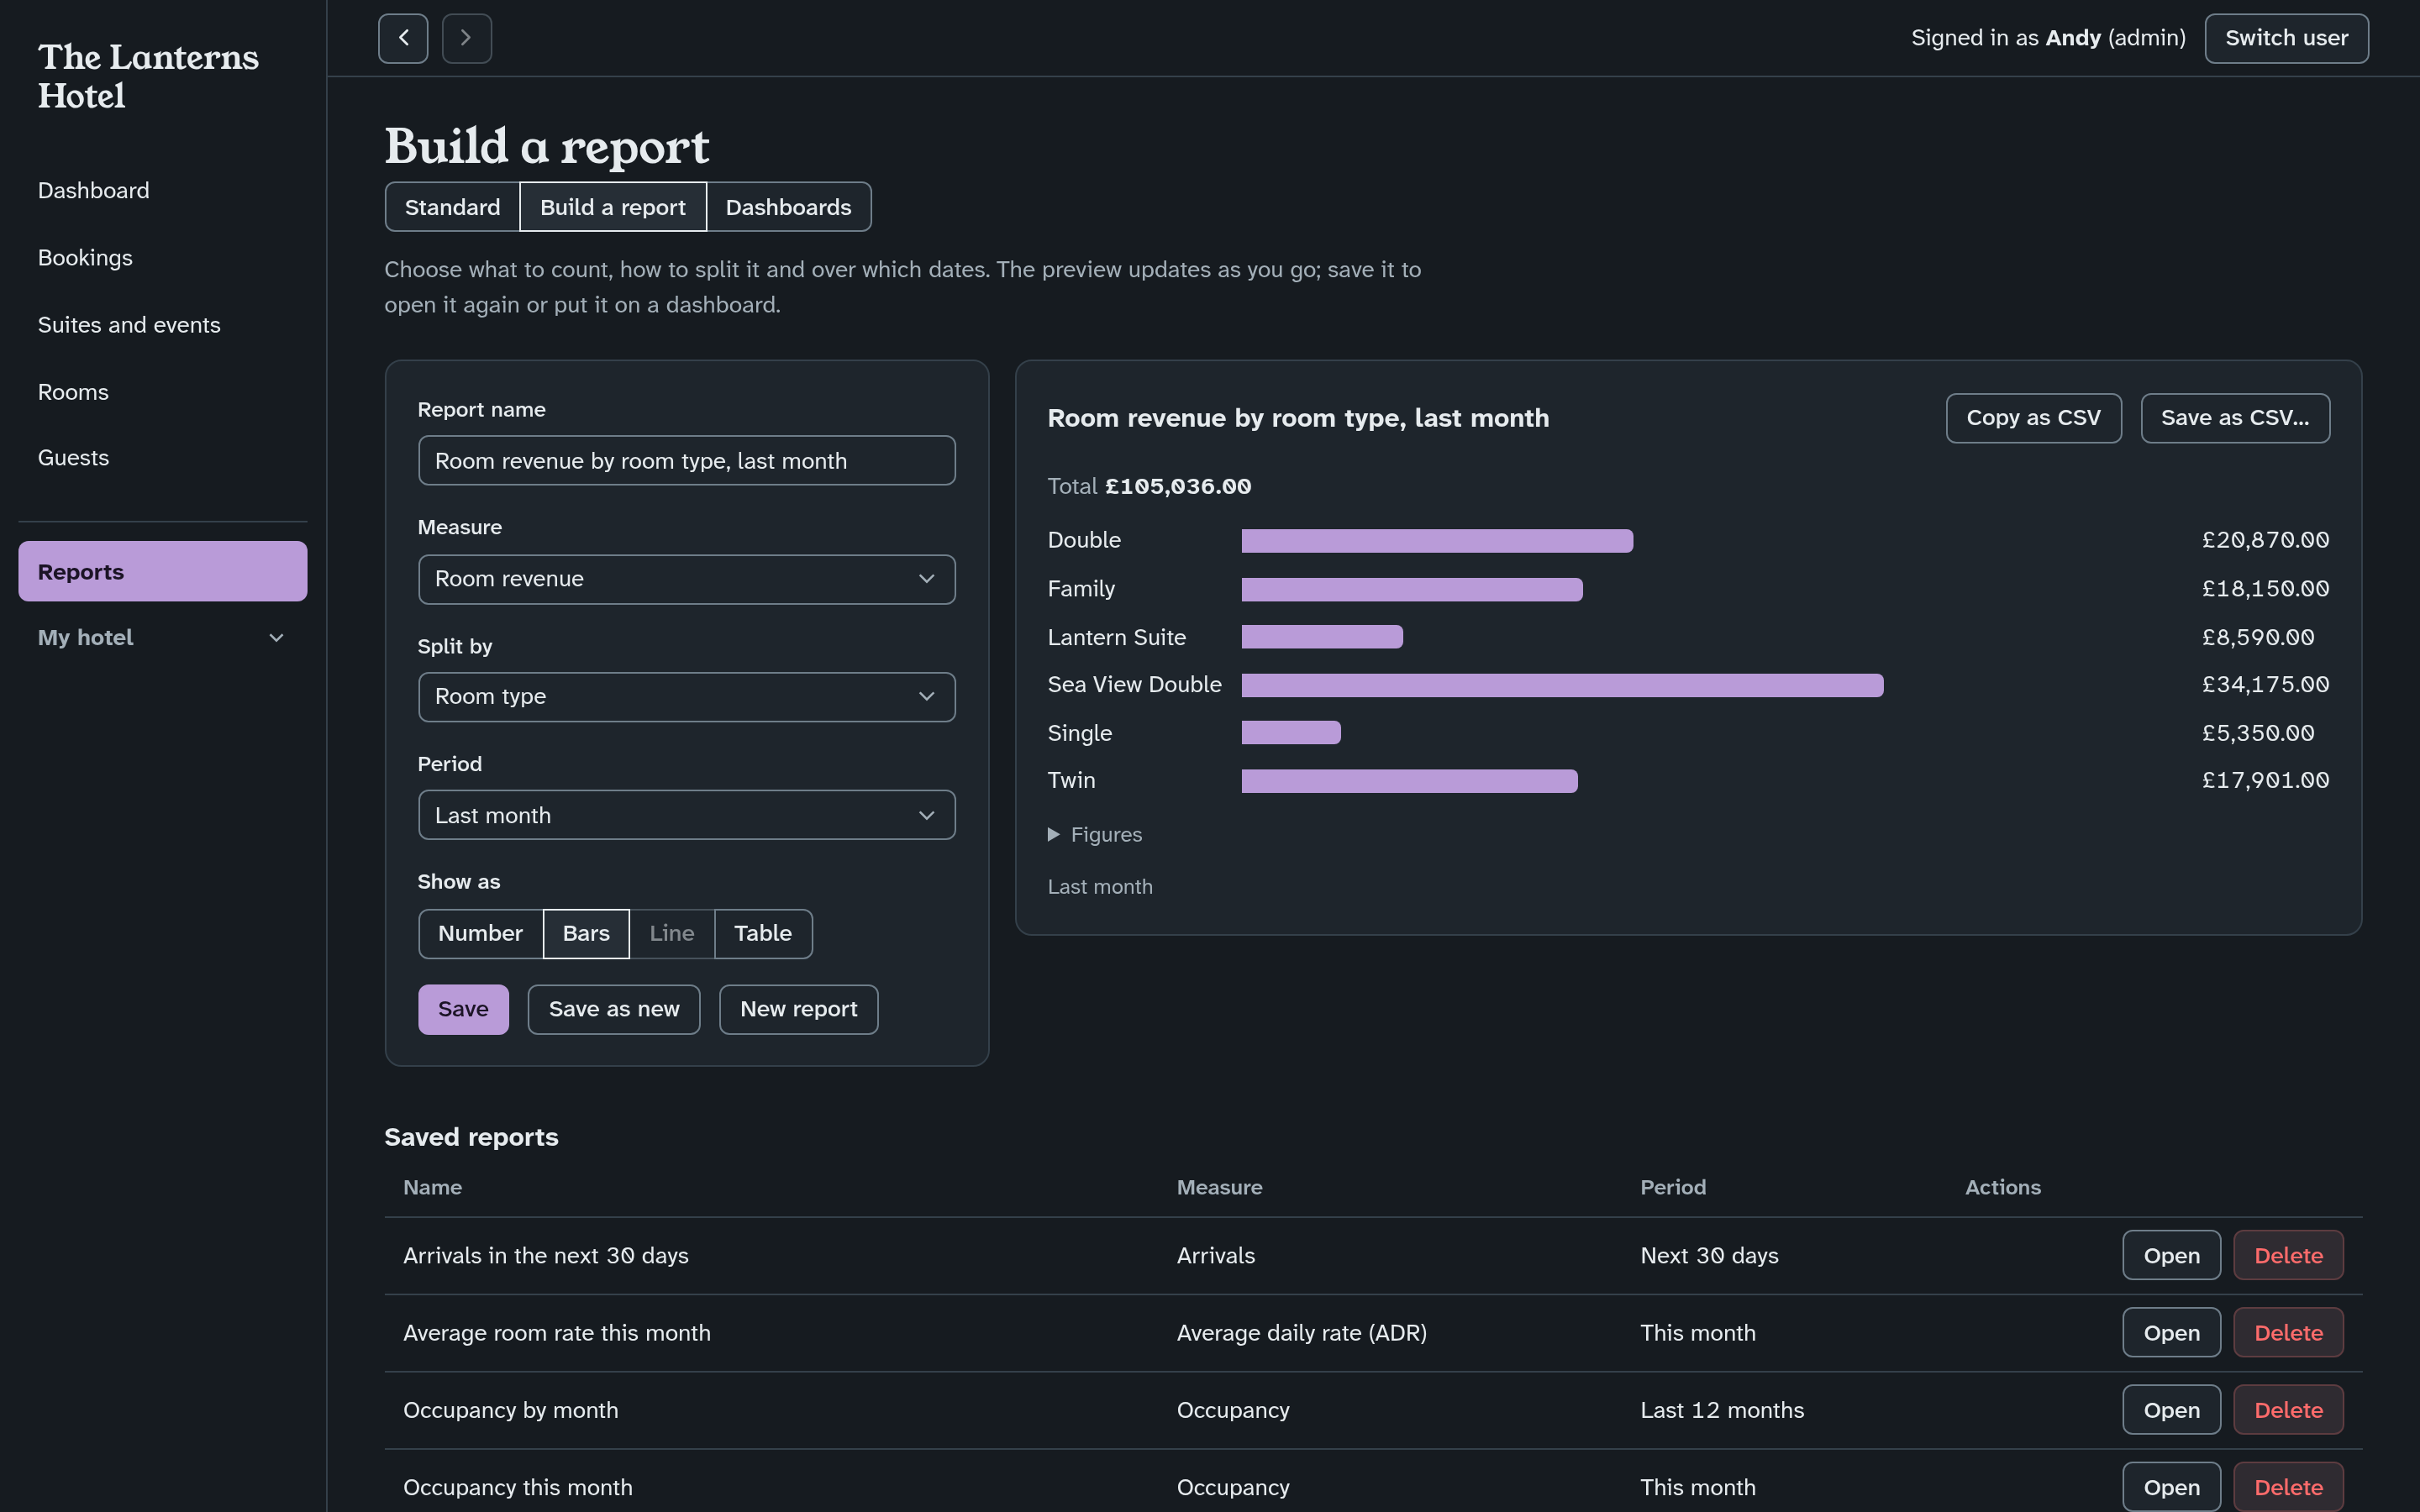 The Lanterns
Hotel
Dashboard
Bookings
Suites and events
Rooms
Guests
Reports
My hotel
Signed in as Andy (admin)
Switch user
Build a report
Standard
Build a report
Dashboards
Choose what to count, how to split it and over which dates. The preview updates as you go; save it to
open it again or put it on a dashboard.
Report name
Room revenue by room type, last month
Measure
Room revenue
Split by
Room type
Period
Last month
Show as
Number
Bars
Line
Table
Save
Save as new
New report
Room revenue by room type, last month
Copy as CSV
Save as CSV...
Total £105,036.00
Double £20,870.00
Family £18,150.00
Lantern Suite £8,590.00
Sea View Double £34,175.00
Single £5,350.00
Twin £17,901.00
Figures
Last month
Saved reports
Name Measure Period Actions
Arrivals in the next 30 days Arrivals Next 30 days Open Delete
Average room rate this month Average daily rate (ADR) This month Open Delete
Occupancy by month Occupancy Last 12 months Open Delete
Occupancy this month Occupancy This month Open Delete